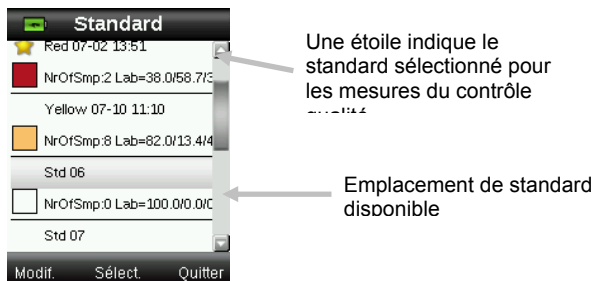 Standard
Red 07-02 13:51
NrOfSmp:2 Lab=38.0/58.7/3
Yellow 07-10 11:10
NrOfSmp:8 Lab=82.0/13.4/4
Std 06
NrOfSmp:0 Lab=100.0/0.0/0
Std 07
Modif. Sélect. Quitter
Une étoile indique le
standard sélectionné pour
les mesures du contrôle
qualité
Emplacement de standard
disponible